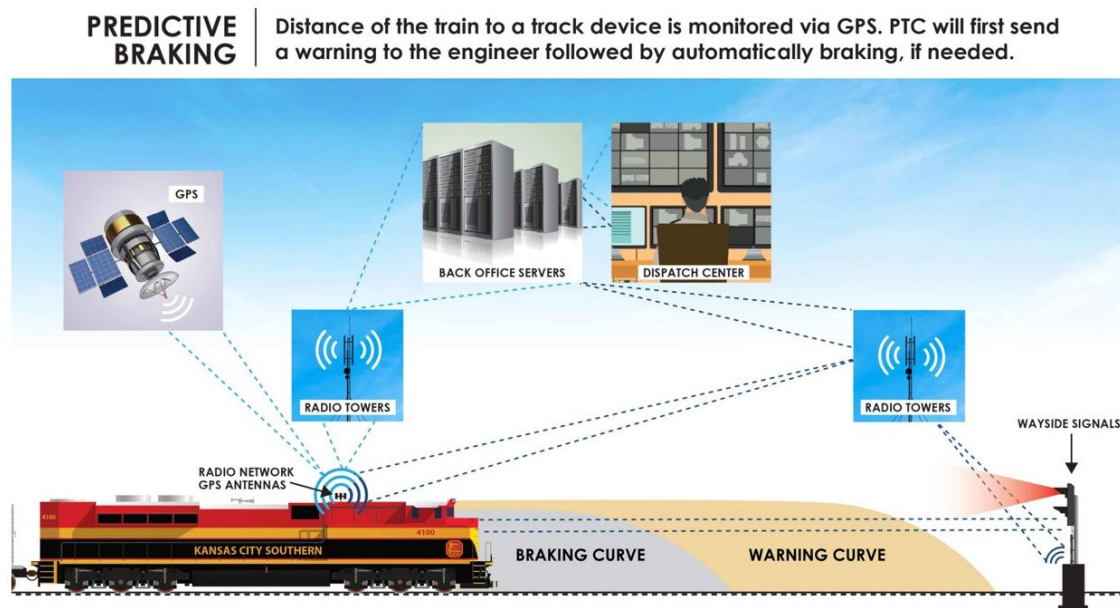 PREDICTIVE
BRAKING
Distance of the train to a track device is monitored via GPS. PTC will first send
a warning to the engineer followed by automatically braking, if needed.
GPS
BACK OFFICE SERVERS
DISPATCH CENTER
RADIO TOWERS
RADIO TOWERS
WAYSIDE SIGNALS
RADIO NETWORK
GPS ANTENNAS
4100
4100
KANSAS CITY SOUTHERN
BRAKING CURVE
WARNING CURVE